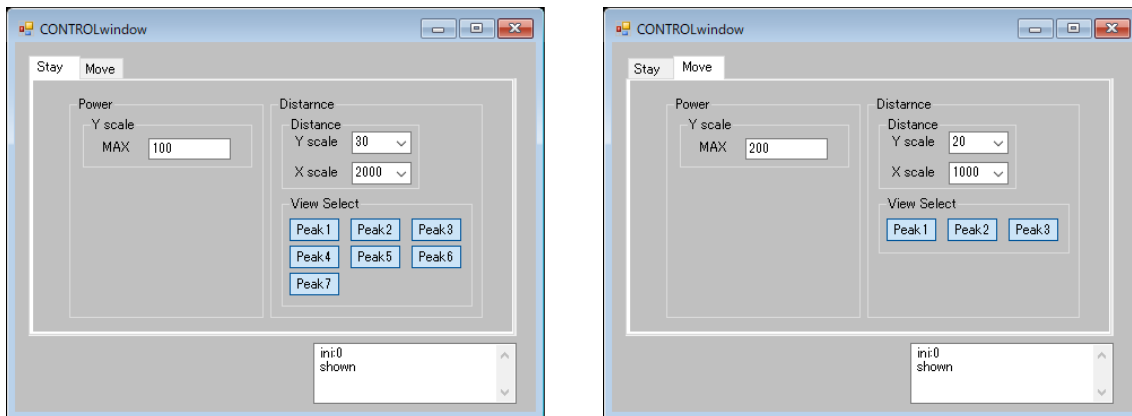 CONTROLwindow
Stay Move
Power
Y scale
MAX 100
Distarnce
Distance
Y scale 30
X scale 2000
View Select
Peak1 Peak2 Peak3
Peak4 Peak5 Peak6
Peak7
ini:0
shown
CONTROLwindow
Stay Move
Power
Y scale
MAX 200
Distarnce
Distance
Y scale 20
X scale 1000
View Select
Peak1 Peak2 Peak3
ini:0
shown